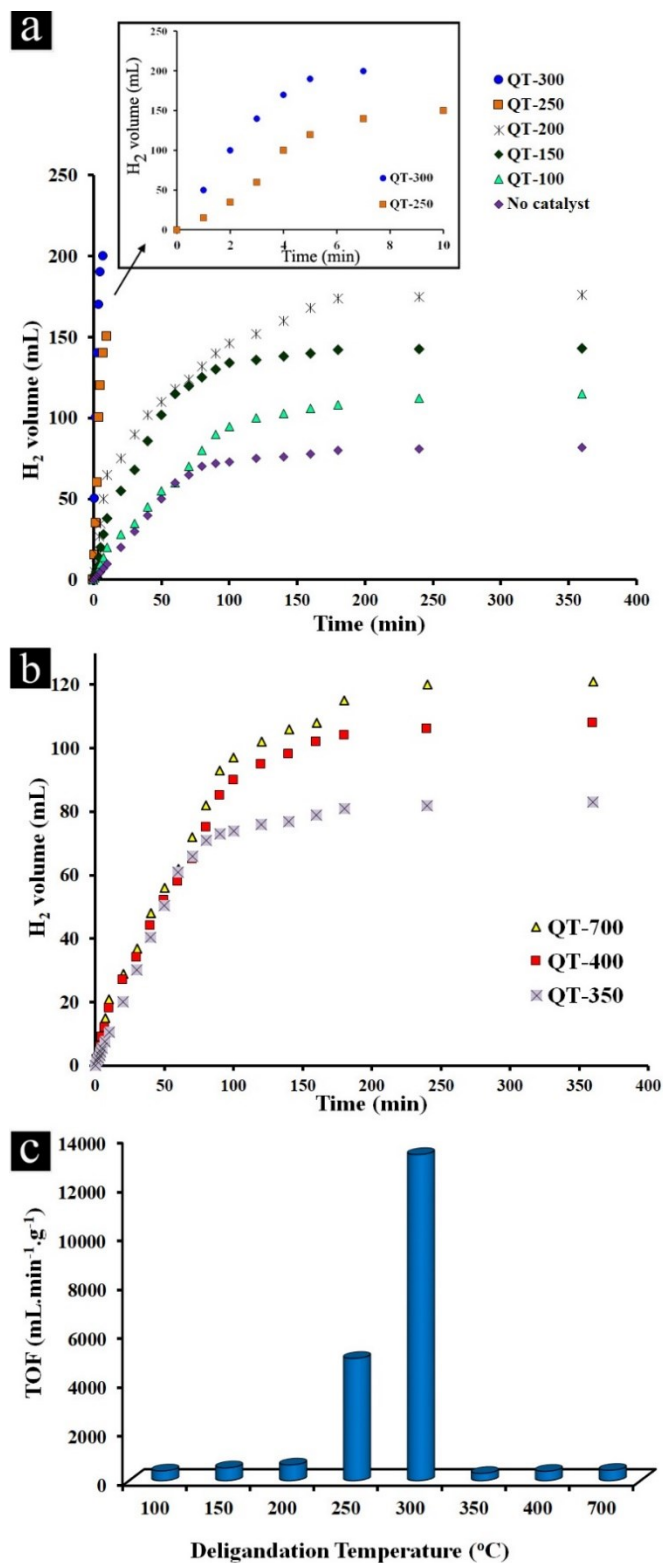 a
H2 volume (mL)
250
200
150
100
50
0
0 2 4 6 8 10
Time (min)
QT-300
QT-250
QT-300
QT-250
QT-200
QT-150
QT-100
No catalyst
H2 volume (mL)
250
200
150
100
50
0
0 50 100 150 200 250 300 350 400
Time (min)
b
H2 volume (mL)
120
100
80
60
40
20
0
QT-700
QT-400
QT-350
0 50 100 150 200 250 300 350 400
Time (min)
c
TOF (mL.min-1.g-1)
14000
12000
10000
8000
6000
4000
2000
0
100 150 200 250 300 350 400 700
Deligandation Temperature (ºC)